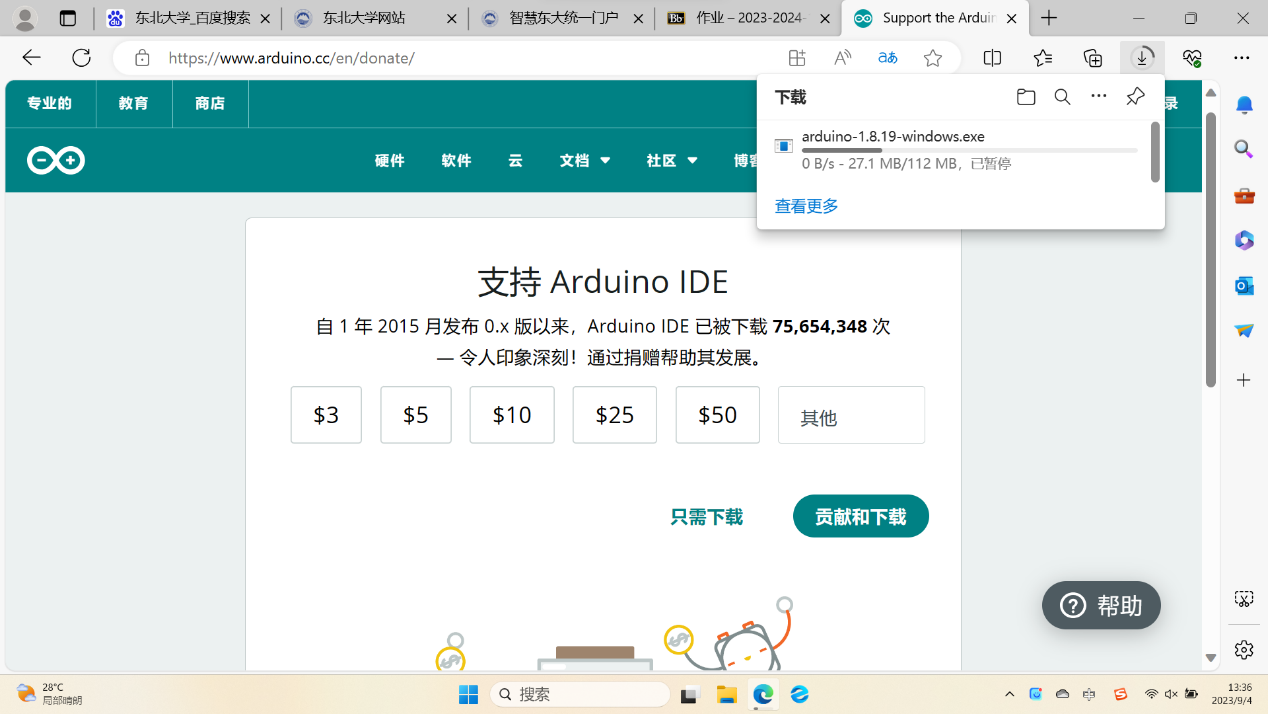 东北大学_百度搜索
东北大学网站
智慧东大统一门户
Bb 作业 – 2023-2024-
Support the Arduin
https://www.arduino.cc/en/donate/
aあ
专业的 教育 商店 录
硬件 软件 云 文档 社区 博客
下载
arduino-1.8.19-windows.exe
0 B/s - 27.1 MB/112 MB，已暂停
查看更多
支持 Arduino IDE
自 1 年 2015 月发布 0.x 版以来，Arduino IDE 已被下载 75,654,348 次
— 令人印象深刻！通过捐赠帮助其发展。
$3 $5 $10 $25 $50 其他
只需下载 贡献和下载
帮助
28°C
局部晴朗
搜索
中
13:36
2023/9/4